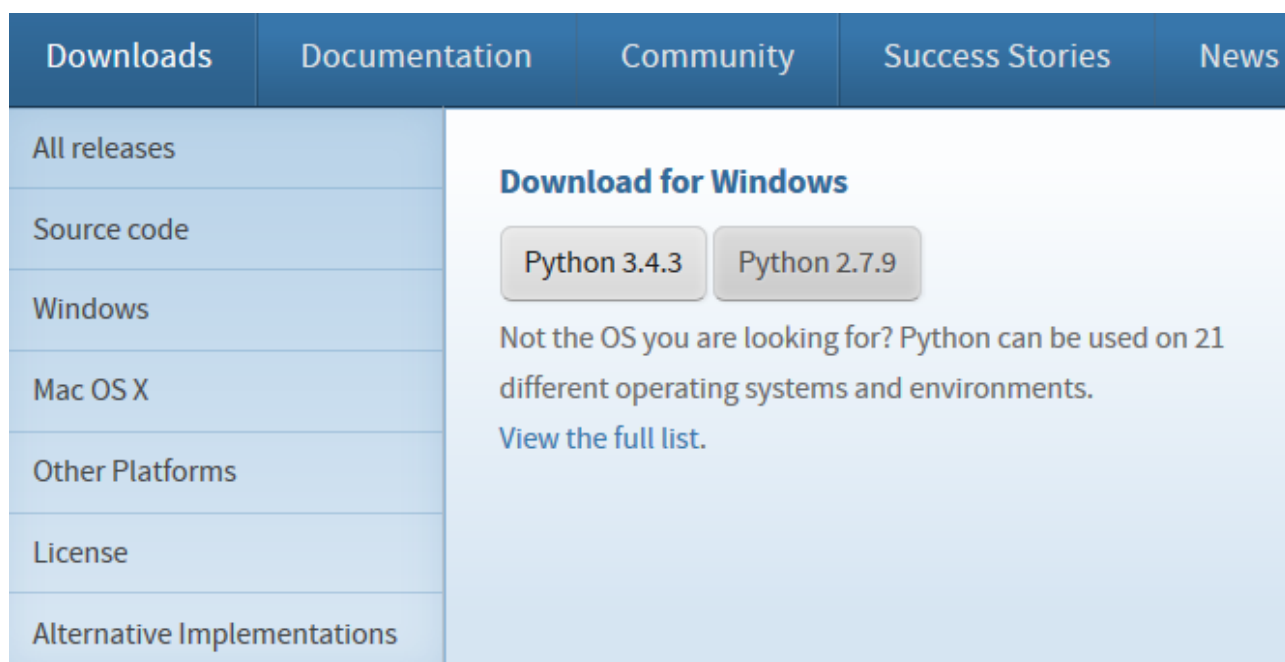 Downloads Documentation Community Success Stories News
All releases
Source code
Windows
Mac OS X
Other Platforms
License
Alternative Implementations
Download for Windows
Python 3.4.3 Python 2.7.9
Not the OS you are looking for? Python can be used on 21
different operating systems and environments.
View the full list.